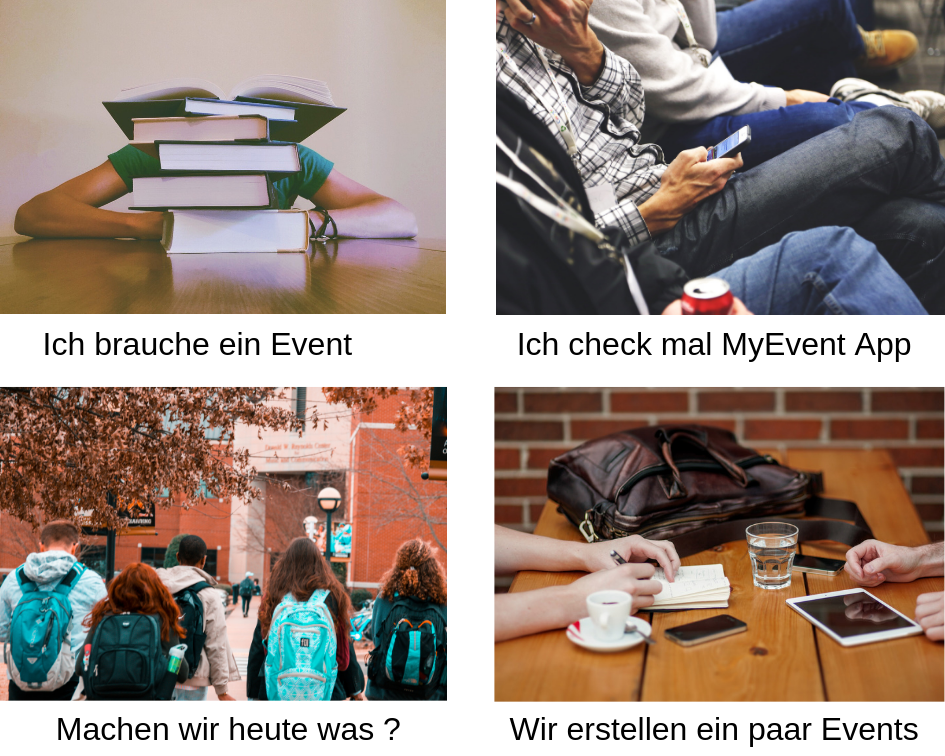 Ich brauche ein Event
Ich check mal MyEvent App
Machen wir heute was ?
Wir erstellen ein paar Events